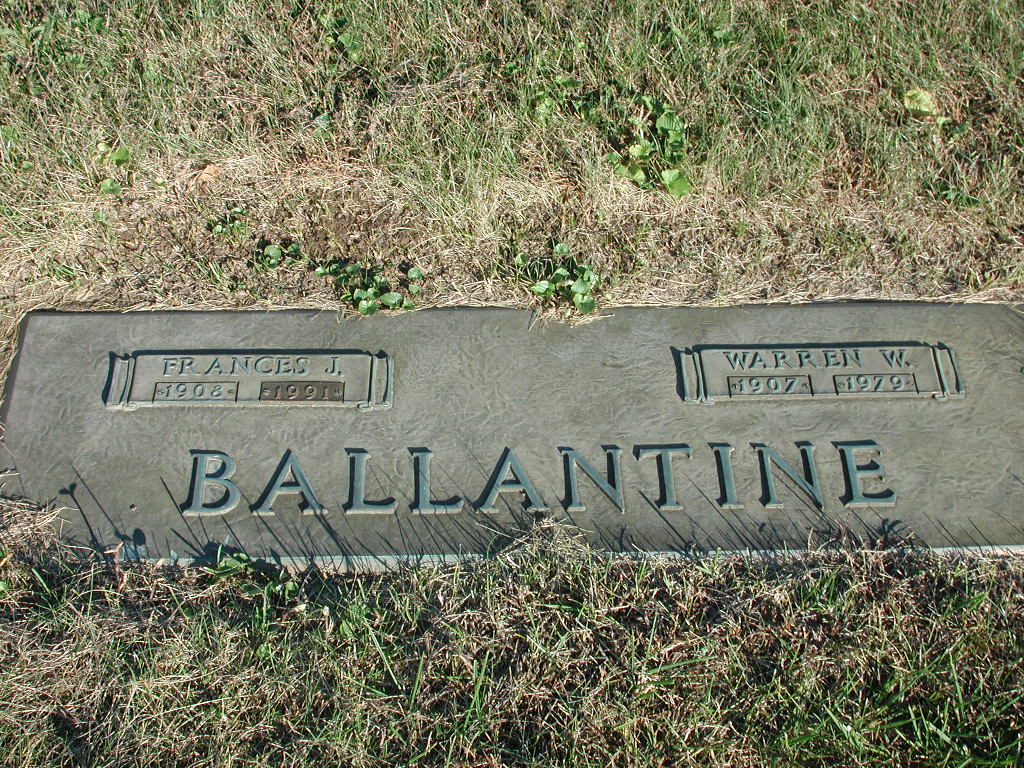 FRANCES J.
1908 1991
WARREN W.
1907 1979
BALLANTINE